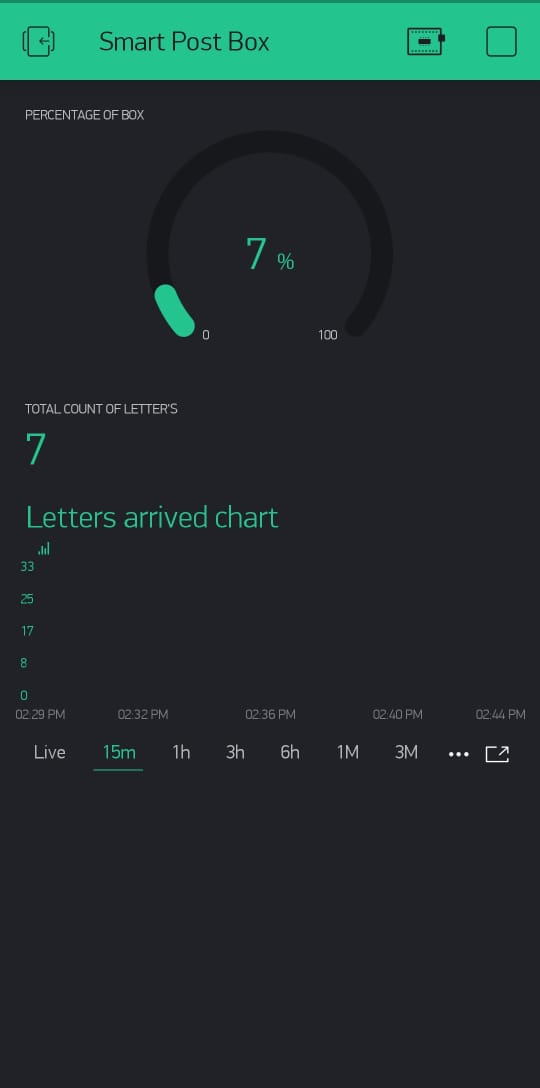 Smart Post Box
PERCENTAGE OF BOX
7 %
0 100
TOTAL COUNT OF LETTER'S
7
Letters arrived chart
33
25
17
8
0
02:29 PM 02:32 PM 02:36 PM 02:40 PM 02:44 PM
Live 15m 1h 3h 6h 1M 3M